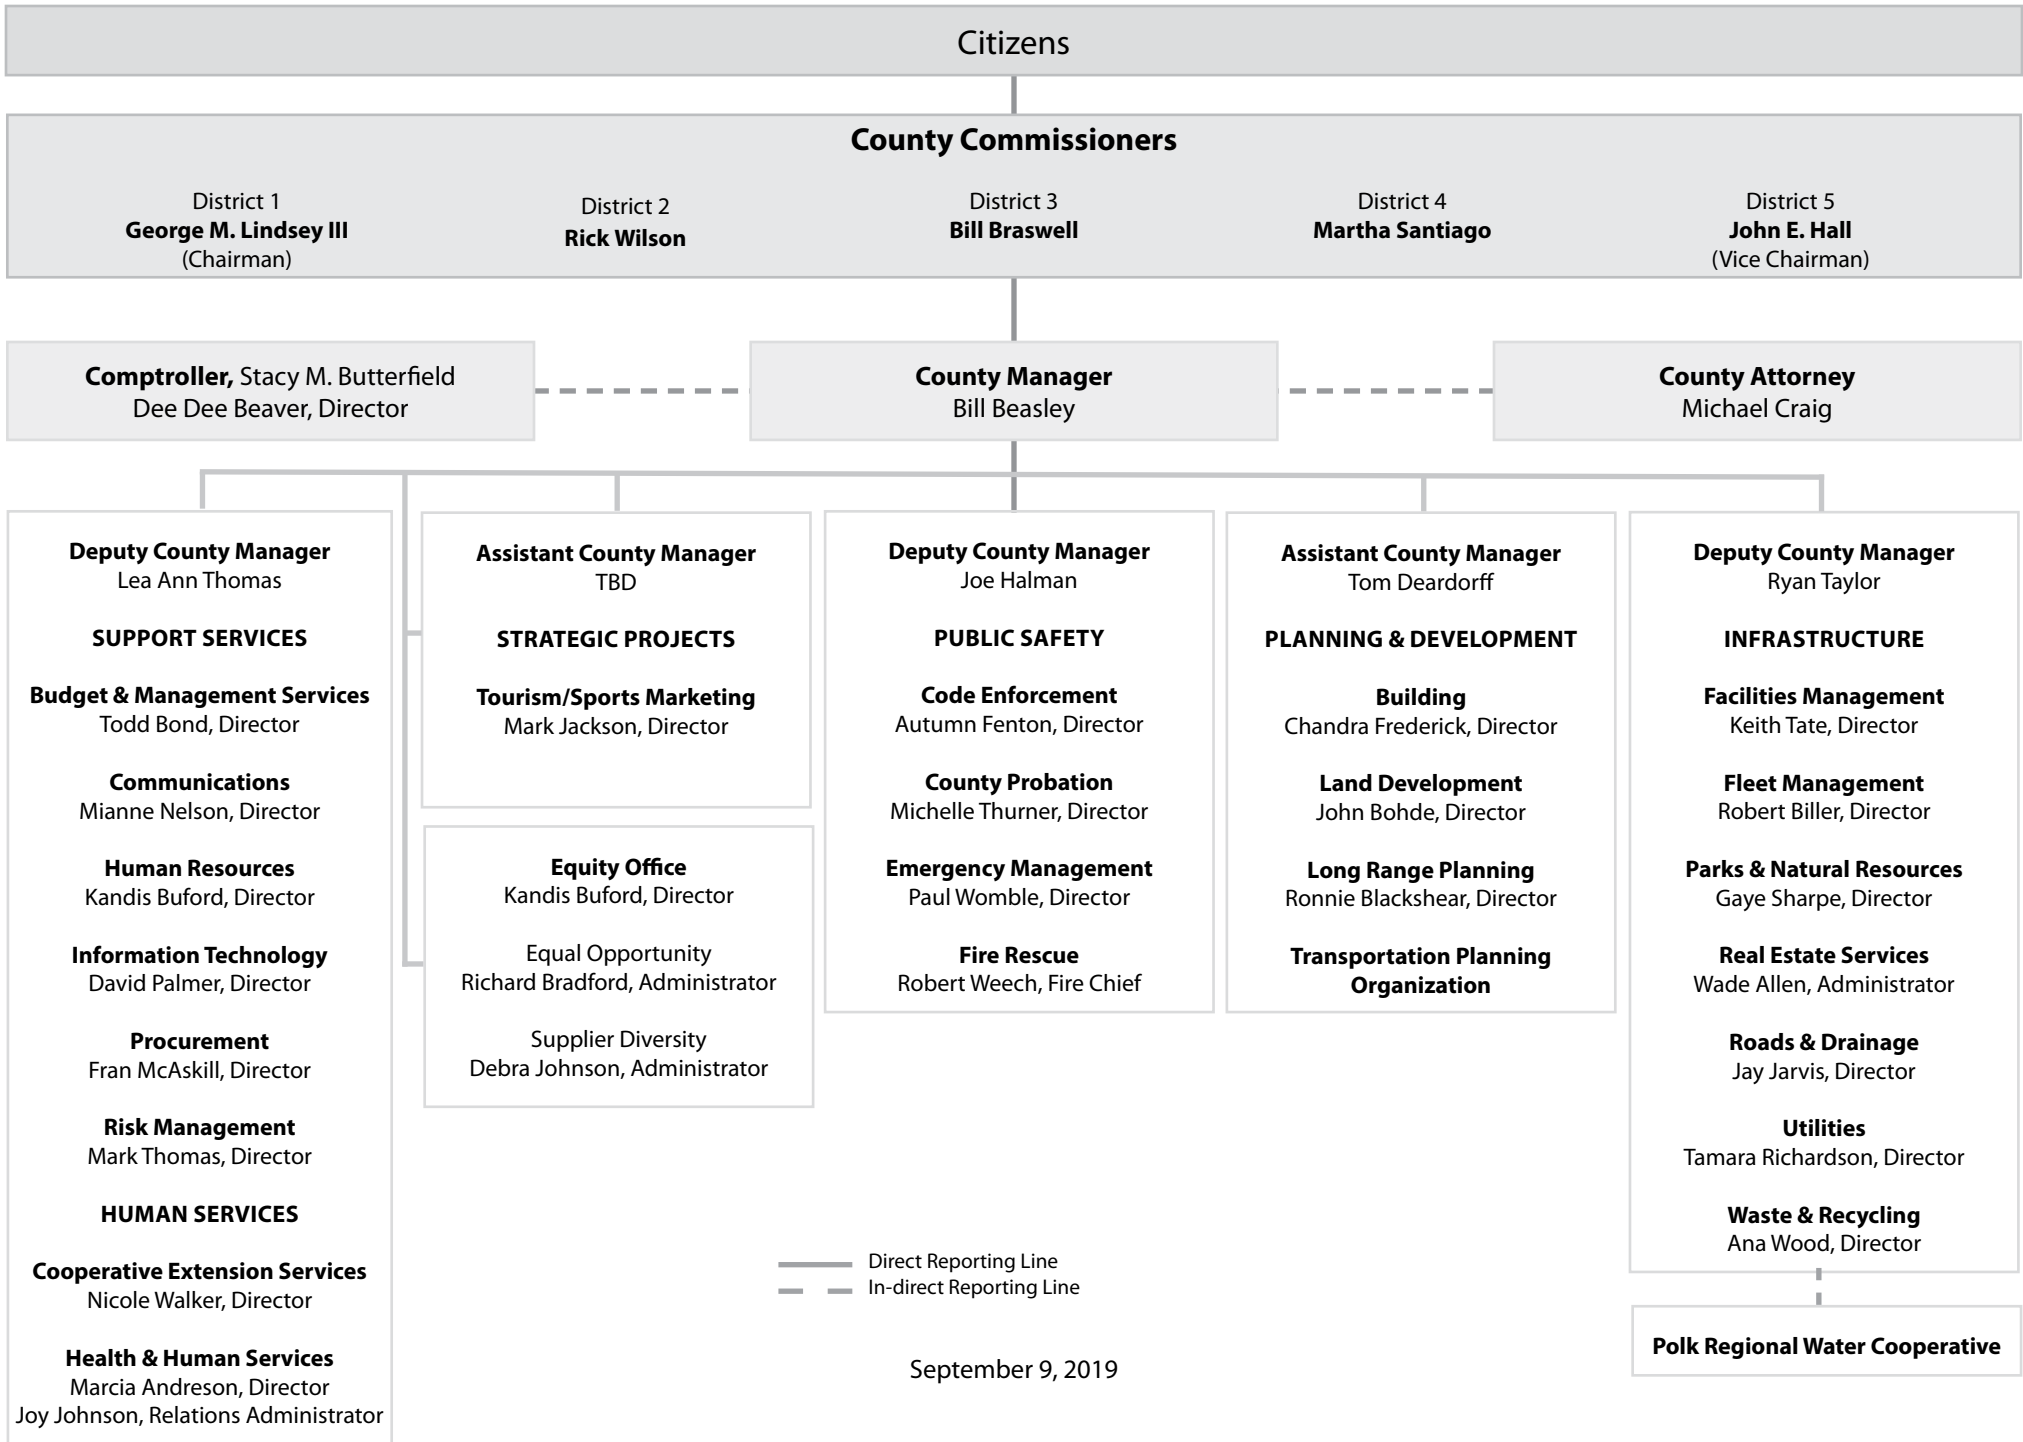 Citizens
County Commissioners
District 1
George M. Lindsey III
(Chairman)
District 2
Rick Wilson
District 3
Bill Braswell
District 4
Martha Santiago
District 5
John E. Hall
(Vice Chairman)
Comptroller, Stacy M. Butterfield
Dee Dee Beaver, Director
County Manager
Bill Beasley
County Attorney
Michael Craig
Deputy County Manager
Lea Ann Thomas
SUPPORT SERVICES
Budget & Management Services
Todd Bond, Director
Communications
Mianne Nelson, Director
Human Resources
Kandis Buford, Director
Information Technology
David Palmer, Director
Procurement
Fran McAskill, Director
Risk Management
Mark Thomas, Director
HUMAN SERVICES
Cooperative Extension Services
Nicole Walker, Director
Health & Human Services
Marcia Andreson, Director
Joy Johnson, Relations Administrator
Assistant County Manager
TBD
STRATEGIC PROJECTS
Tourism/Sports Marketing
Mark Jackson, Director
Equity Office
Kandis Buford, Director
Equal Opportunity
Richard Bradford, Administrator
Supplier Diversity
Debra Johnson, Administrator
Deputy County Manager
Joe Halman
PUBLIC SAFETY
Code Enforcement
Autumn Fenton, Director
County Probation
Michelle Thurner, Director
Emergency Management
Paul Womble, Director
Fire Rescue
Robert Weech, Fire Chief
Assistant County Manager
Tom Deardorff
PLANNING & DEVELOPMENT
Building
Chandra Frederick, Director
Land Development
John Bohde, Director
Long Range Planning
Ronnie Blackshear, Director
Transportation Planning
Organization
Deputy County Manager
Ryan Taylor
INFRASTRUCTURE
Facilities Management
Keith Tate, Director
Fleet Management
Robert Biller, Director
Parks & Natural Resources
Gaye Sharpe, Director
Real Estate Services
Wade Allen, Administrator
Roads & Drainage
Jay Jarvis, Director
Utilities
Tamara Richardson, Director
Waste & Recycling
Ana Wood, Director
Polk Regional Water Cooperative
Direct Reporting Line
In-direct Reporting Line
September 9, 2019